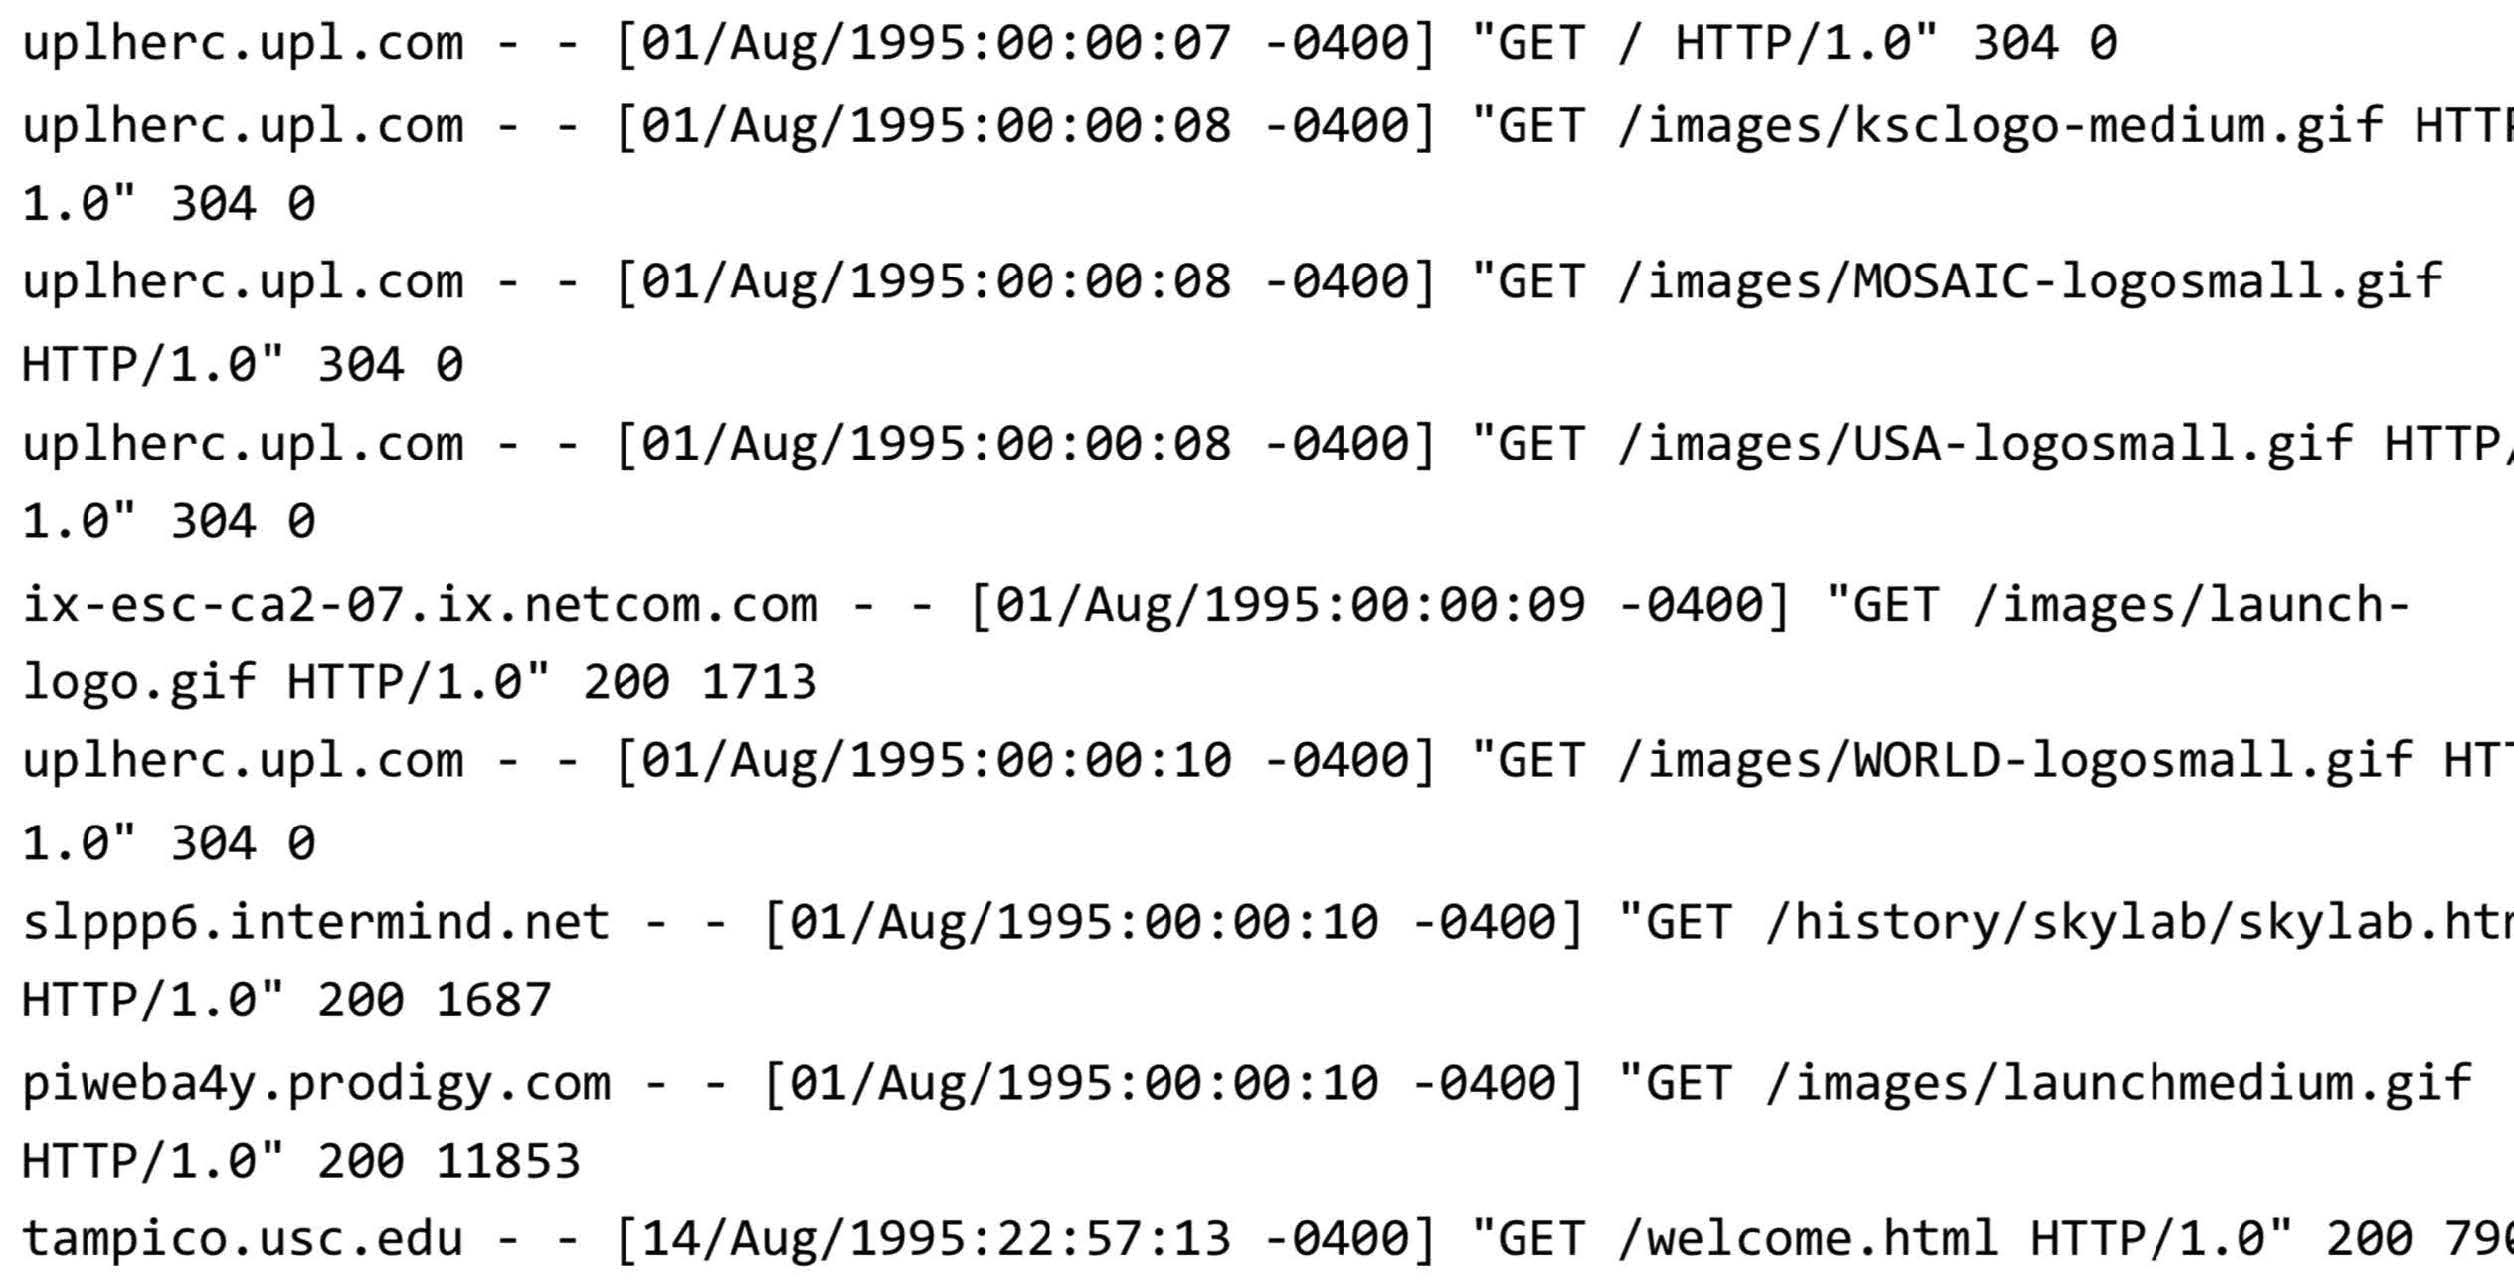 uplherc.upl.com - - [01/Aug/1995:00:00:07 -0400] "GET / HTTP/1.0" 304 0
uplherc.upl.com - - [01/Aug/1995:00:00:08 -0400] "GET /images/ksclogo-medium.gif HTTP
1.0" 304 0
uplherc.upl.com - - [01/Aug/1995:00:00:08 -0400] "GET /images/MOSAIC-logosmall.gif
HTTP/1.0" 304 0
uplherc.upl.com - - [01/Aug/1995:00:00:08 -0400] "GET /images/USA-logosmall.gif HTTP/
1.0" 304 0
ix-esc-ca2-07.ix.netcom.com - - [01/Aug/1995:00:00:09 -0400] "GET /images/launch-
logo.gif HTTP/1.0" 200 1713
uplherc.upl.com - - [01/Aug/1995:00:00:10 -0400] "GET /images/WORLD-logosmall.gif HT
1.0" 304 0
slppp6.intermind.net - - [01/Aug/1995:00:00:10 -0400] "GET /history/skylab/skylab.ht
HTTP/1.0" 200 1687
piweba4y.prodigy.com - - [01/Aug/1995:00:00:10 -0400] "GET /images/launchmedium.gif
HTTP/1.0" 200 11853
tampico.usc.edu - - [14/Aug/1995:22:57:13 -0400] "GET /welcome.html HTTP/1.0" 200 79